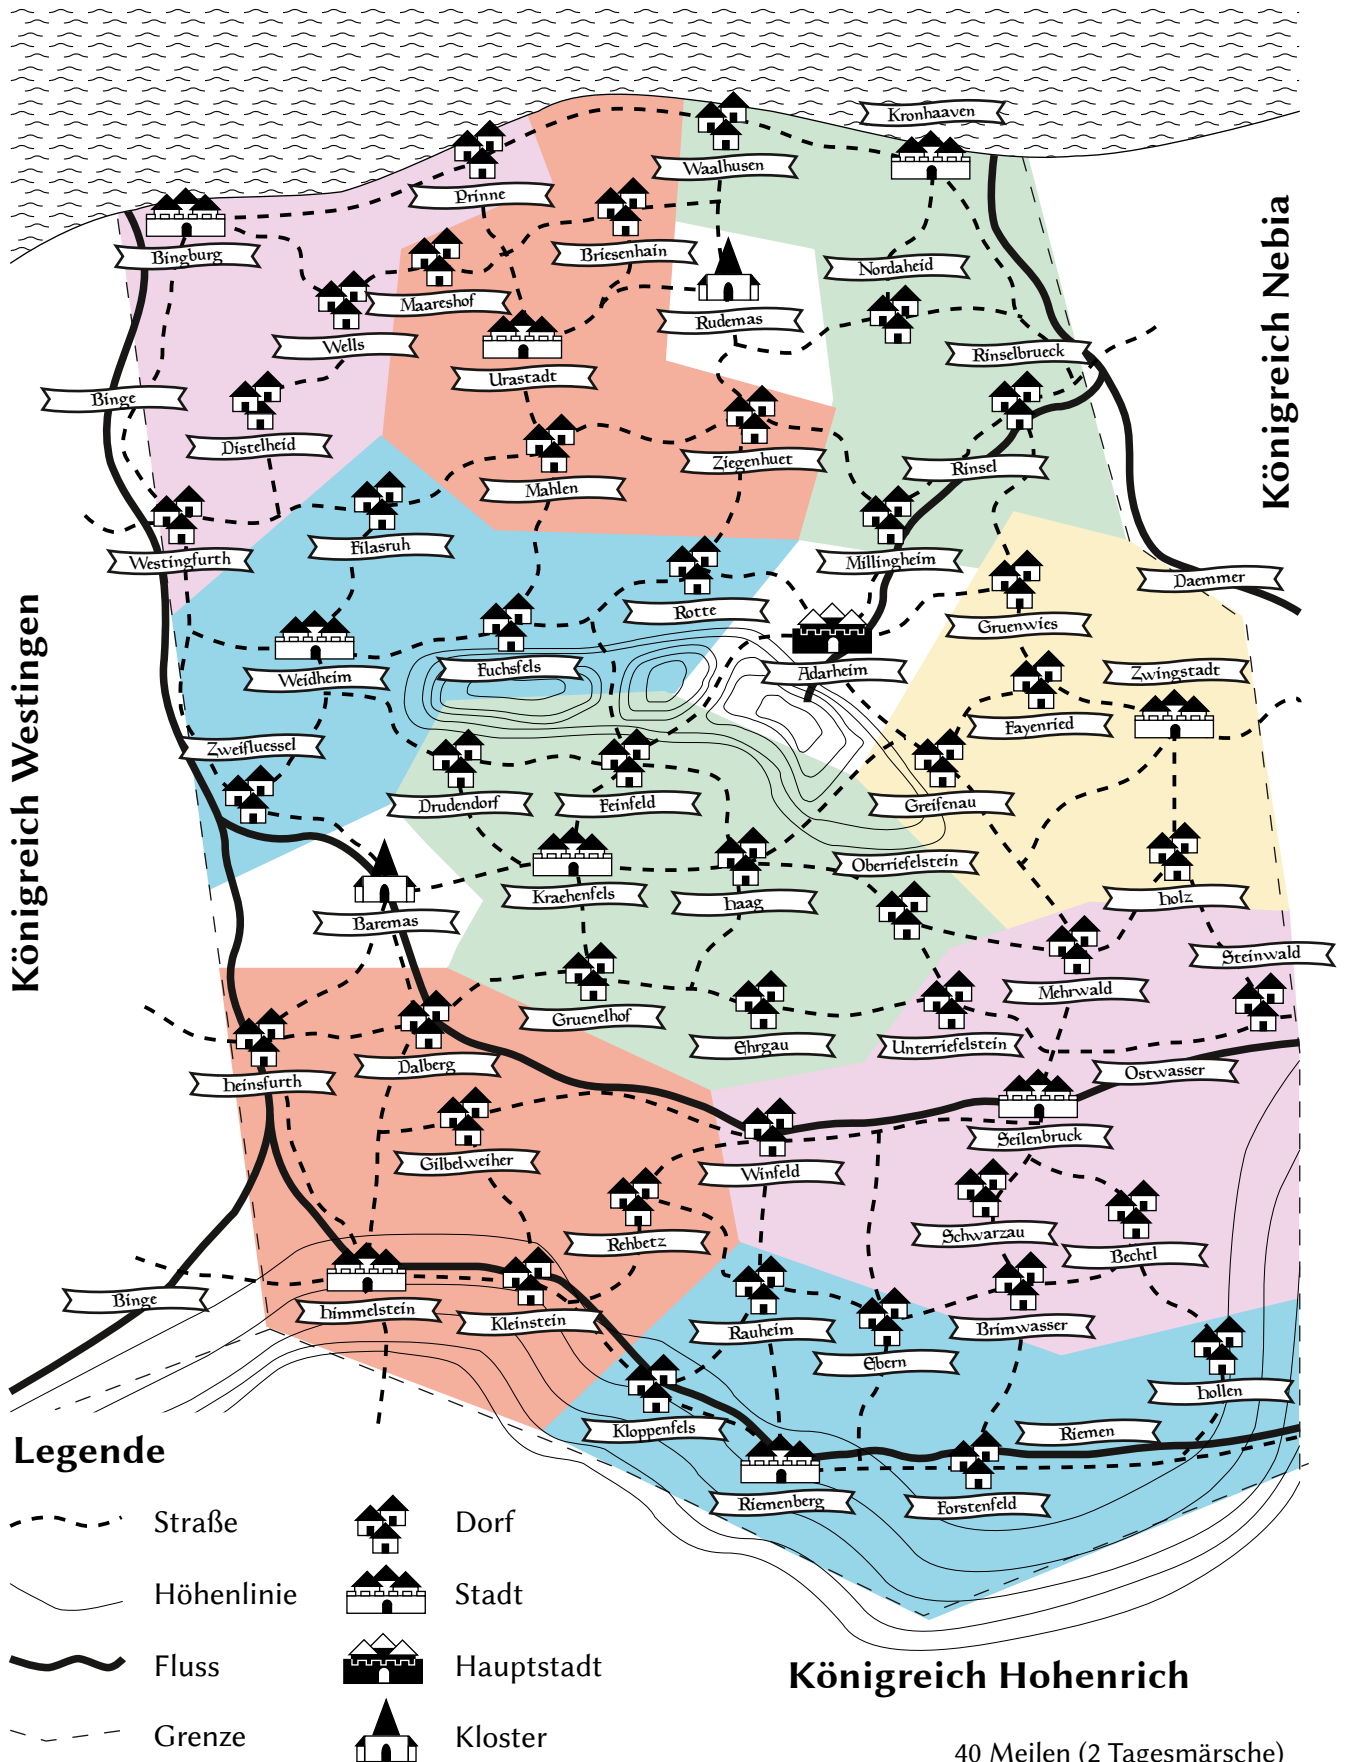 Kronhaaven
Waalhusen
Prinne
Bingburg
Briesenhain
Nordaheid
Maareshof
Rudemas
Wells
Rinselbrueck
Urastadt
Binge
Distelheid
Ziegenhuet
Rinsel
Mahlen
Filasruh
Westingfurth
Millingheim
Daemmer
Rotte
Gruenwies
Fuchsfels
Weidheim
Adarheim
Zwingstadt
Fayenried
Zweifluessel
Drudendorf
Feinfeld
Greifenau
Oberriefelstein
Kraehenfels
Haag
Holz
Baremas
Steinwald
Mehrwald
Gruenelhof
Ehrgau
Unterriefelstein
Dalberg
Ostwasser
Heinsfurth
Seilenbruck
Gilbelweiher
Winfeld
Schwarzau
Rehbetz
Bechtl
Binge
Himmelstein
Kleinstein
Rauheim
Brimwasser
Ebern
Hollen
Kloppenfels
Riemen
Riemenberg
Forstenfeld
Königreich Westingen
Königreich Nebia
Königreich Hohenrich
Legende
Straße
Dorf
Höhenlinie
Stadt
Fluss
Hauptstadt
Grenze
Kloster
40 Meilen (2 Tagesmärsche)